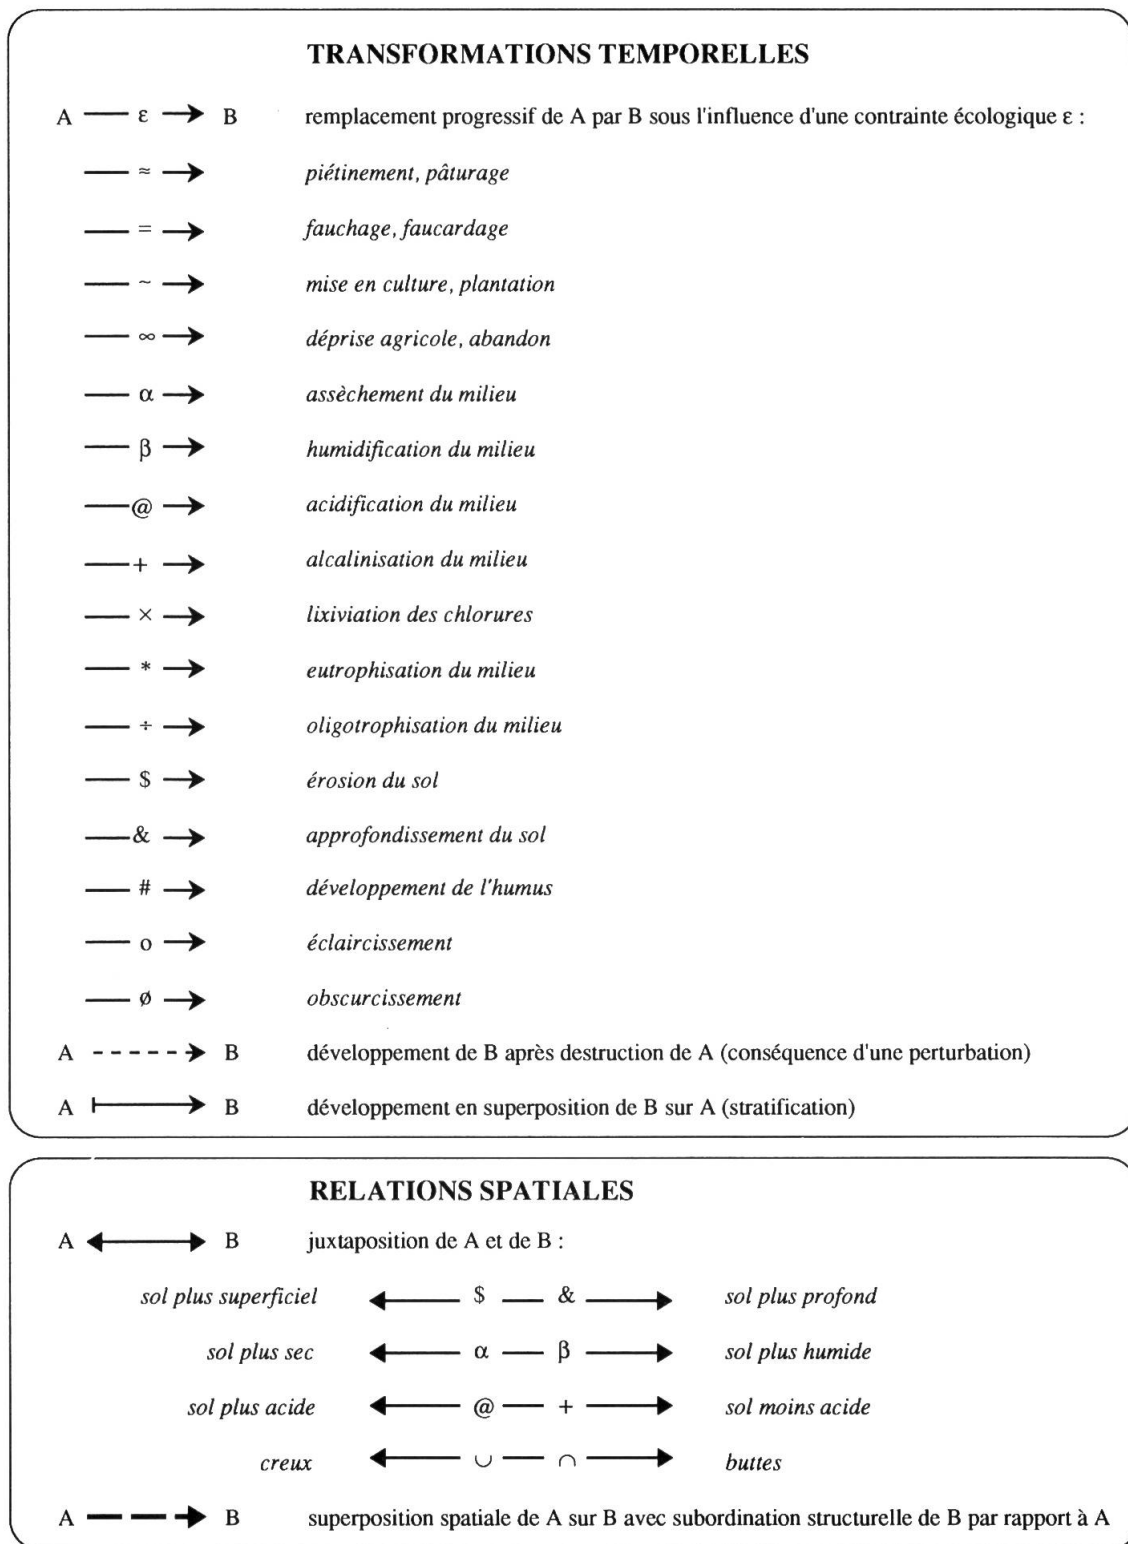 TRANSFORMATIONS TEMPORELLES
A — ε → B remplacement progressif de A par B sous l'influence d'une contrainte écologique ε :
— ≈ → piétinement, pâturage
— = → fauchage, faucardage
— ~ → mise en culture, plantation
— ∞ → déprise agricole, abandon
— α → assèchement du milieu
— β → humidification du milieu
— @ → acidification du milieu
— + → alcalinisation du milieu
— × → lixiviation des chlorures
— * → eutrophisation du milieu
— ÷ → oligotrophisation du milieu
— $ → érosion du sol
— & → approfondissement du sol
— # → développement de l'humus
— o → éclaircissement
— ø → obscurcissement
A - - - - - → B développement de B après destruction de A (conséquence d'une perturbation)
A ⊢→ B développement en superposition de B sur A (stratification)
RELATIONS SPATIALES
A ↔ B juxtaposition de A et de B :
sol plus superficiel ← $ — & → sol plus profond
sol plus sec ← α — β → sol plus humide
sol plus acide ← @ — + → sol moins acide
creux ← ∪ — ∩ → buttes
A — — → B superposition spatiale de A sur B avec subordination structurelle de B par rapport à A